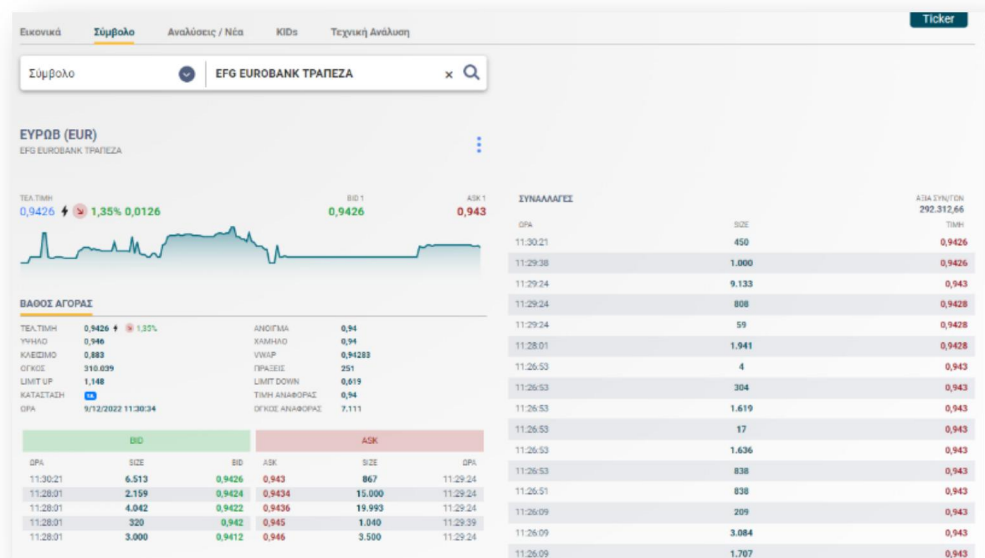 Ticker
Εικονικά Σύμβολο Αναλύσεις / Νέα KIDs Τεχνική Ανάλυση
Σύμβολο EFG EUROBANK ΤΡΑΠΕΖΑ x
ΕΥΡΩΒ (EUR)
EFG EUROBANK ΤΡΑΠΕΖΑ
ΤΕΛ.ΤΙΜΗ BID 1 ASK 1
0,9426 1,35% 0,0126 0,9426 0,943
ΒΑΘΟΣ ΑΓΟΡΑΣ
ΤΕΛ.ΤΙΜΗ 0,9426 1,35% ΑΝΟΙΓΜΑ 0,94
ΥΨΗΛΟ 0,946 ΧΑΜΗΛΟ 0,94
ΚΛΕΙΣΙΜΟ 0,883 VWAP 0,94283
ΟΓΚΟΣ 310.039 ΠΡΑΞΕΙΣ 251
LIMIT UP 1,148 LIMIT DOWN 0,619
ΚΑΤΑΣΤΑΣΗ ΤΙΜΗ ΑΝΑΦΟΡΑΣ 0,94
ΩΡΑ 9/12/2022 11:30:34 ΟΓΚΟΣ ΑΝΑΦΟΡΑΣ 7.111
BID ASK
ΩΡΑ SIZE BID ASK SIZE ΩΡΑ
11:30:21 6.513 0,9426 0,943 867 11:29:24
11:28:01 2.159 0,9424 0,9434 15.000 11:29:24
11:28:01 4.042 0,9422 0,9436 19.993 11:29:24
11:28:01 320 0,942 0,945 1.040 11:29:39
11:28:01 3.000 0,9412 0,946 3.500 11:29:24
ΣΥΝΑΛΛΑΓΕΣ ΑΞΙΑ ΣΥΝ/ΓΩΝ
292.312,66
ΩΡΑ SIZE ΤΙΜΗ
11:30:21 450 0,9426
11:29:38 1.000 0,9426
11:29:24 9.133 0,943
11:29:24 808 0,9428
11:29:24 59 0,9428
11:28:01 1.941 0,9428
11:26:53 4 0,943
11:26:53 304 0,943
11:26:53 1.619 0,943
11:26:53 17 0,943
11:26:53 1.636 0,943
11:26:53 838 0,943
11:26:51 838 0,943
11:26:09 209 0,943
11:26:09 3.084 0,943
11:26:09 1.707 0,943